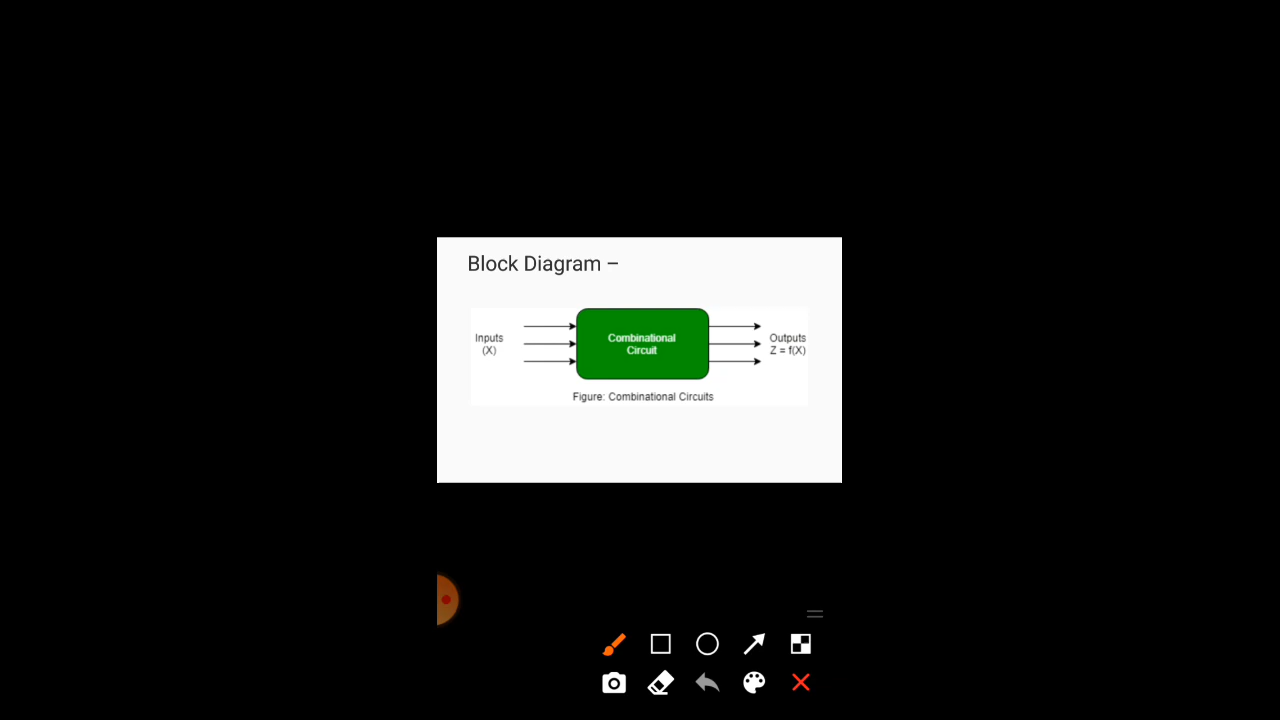 Block Diagram –
Inputs
(X)
Combinational
Circuit
Outputs
Z = f(X)
Figure: Combinational Circuits